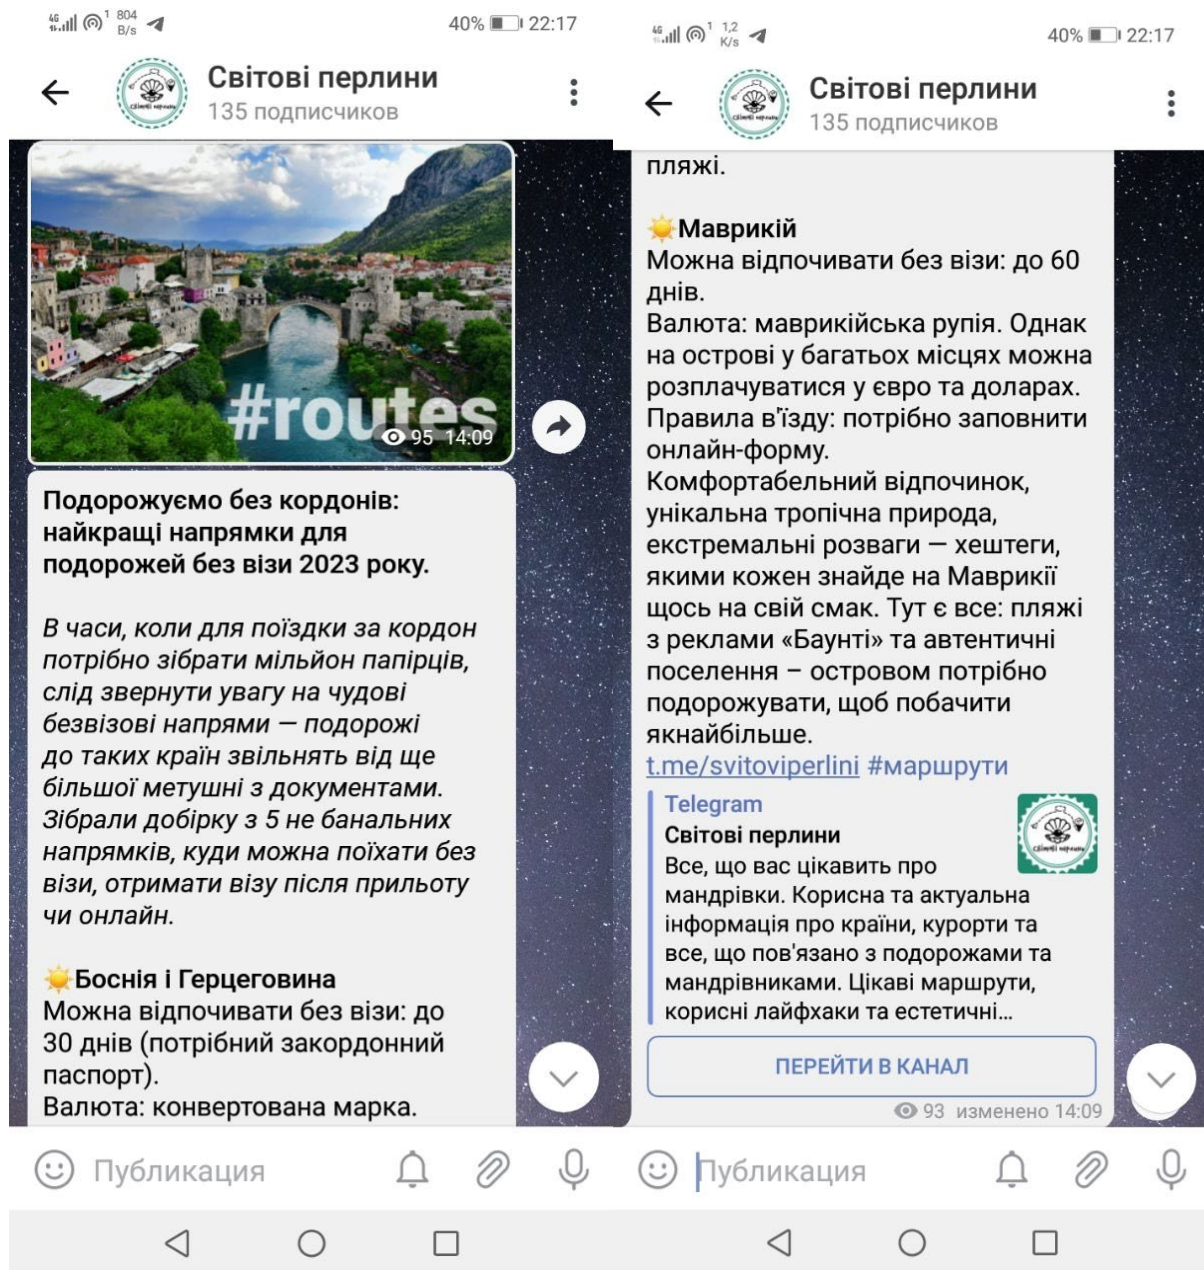 4G 1 804 B/s 40% 22:17
Світові перлини
135 подписчиков
#routes
95 14:09
Подорожуємо без кордонів:
найкращі напрямки для
подорожей без візи 2023 року.
В часи, коли для поїздки за кордон
потрібно зібрати мільйон папірців,
слід звернути увагу на чудові
безвізові напрями — подорожі
до таких країн звільнять від ще
більшої метушні з документами.
Зібрали добірку з 5 не банальних
напрямків, куди можна поїхати без
візи, отримати візу після прильоту
чи онлайн.
Боснія і Герцеговина
Можна відпочивати без візи: до
30 днів (потрібний закордонний
паспорт).
Валюта: конвертована марка.
Публикация
4G 1 1,2 K/s 40% 22:17
Світові перлини
135 подписчиков
пляжі.
Маврикій
Можна відпочивати без візи: до 60
днів.
Валюта: маврикійська рупія. Однак
на острові у багатьох місцях можна
розплачуватися у євро та доларах.
Правила в'їзду: потрібно заповнити
онлайн-форму.
Комфортабельний відпочинок,
унікальна тропічна природа,
екстремальні розваги — хештеги,
якими кожен знайде на Маврикії
щось на свій смак. Тут є все: пляжі
з реклами «Баунті» та автентичні
поселення – островом потрібно
подорожувати, щоб побачити
якнайбільше.
t.me/svitoviperlini #маршрути
Telegram
Світові перлини
Все, що вас цікавить про
мандрівки. Корисна та актуальна
інформація про країни, курорти та
все, що пов'язано з подорожами та
мандрівниками. Цікаві маршрути,
корисні лайфхаки та естетичні...
Світові перлини
ПЕРЕЙТИ В КАНАЛ
93 изменено 14:09
Публикация